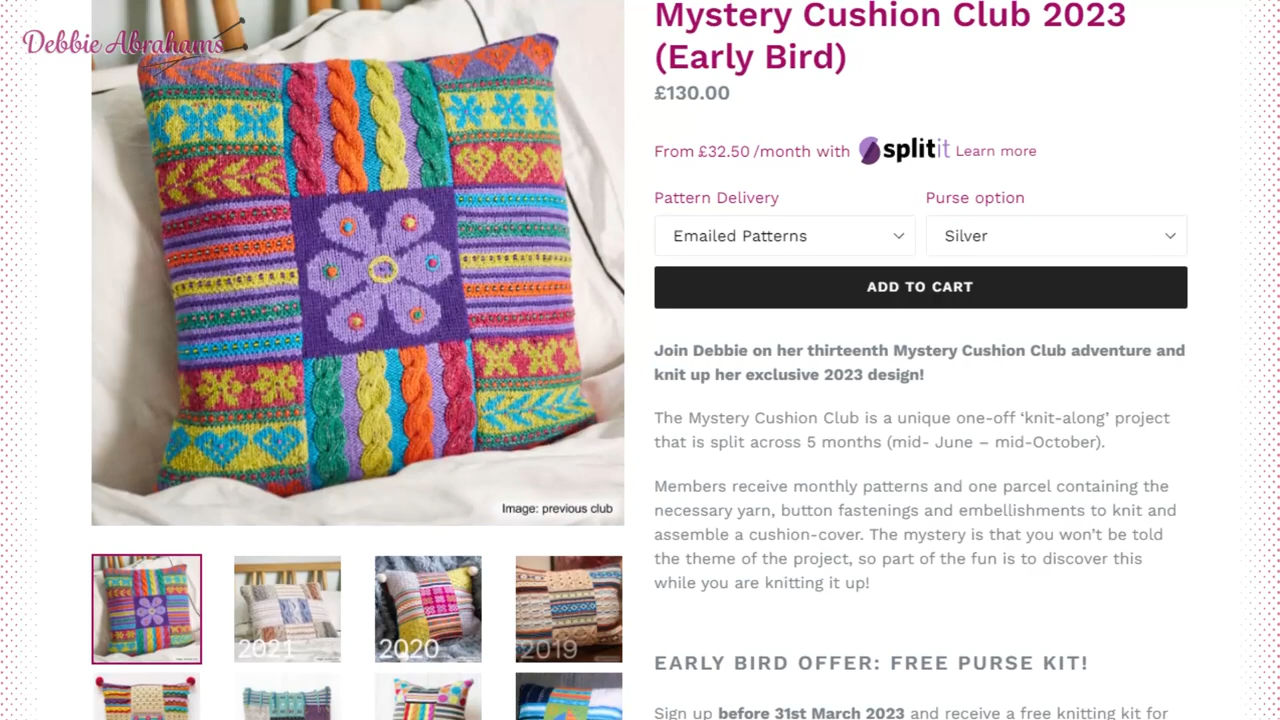 Debbie Abrahams
Mystery Cushion Club 2023
(Early Bird)
£130.00
From £32.50 /month with splitit Learn more
Pattern Delivery
Purse option
Emailed Patterns
Silver
ADD TO CART
Join Debbie on her thirteenth Mystery Cushion Club adventure and
knit up her exclusive 2023 design!
The Mystery Cushion Club is a unique one-off ‘knit-along’ project
that is split across 5 months (mid- June – mid-October).
Members receive monthly patterns and one parcel containing the
necessary yarn, button fastenings and embellishments to knit and
assemble a cushion-cover. The mystery is that you won’t be told
the theme of the project, so part of the fun is to discover this
while you are knitting it up!
EARLY BIRD OFFER: FREE PURSE KIT!
Sign up before 31st March 2023 and receive a free knitting kit for
Image: previous club
2021
2020
2019